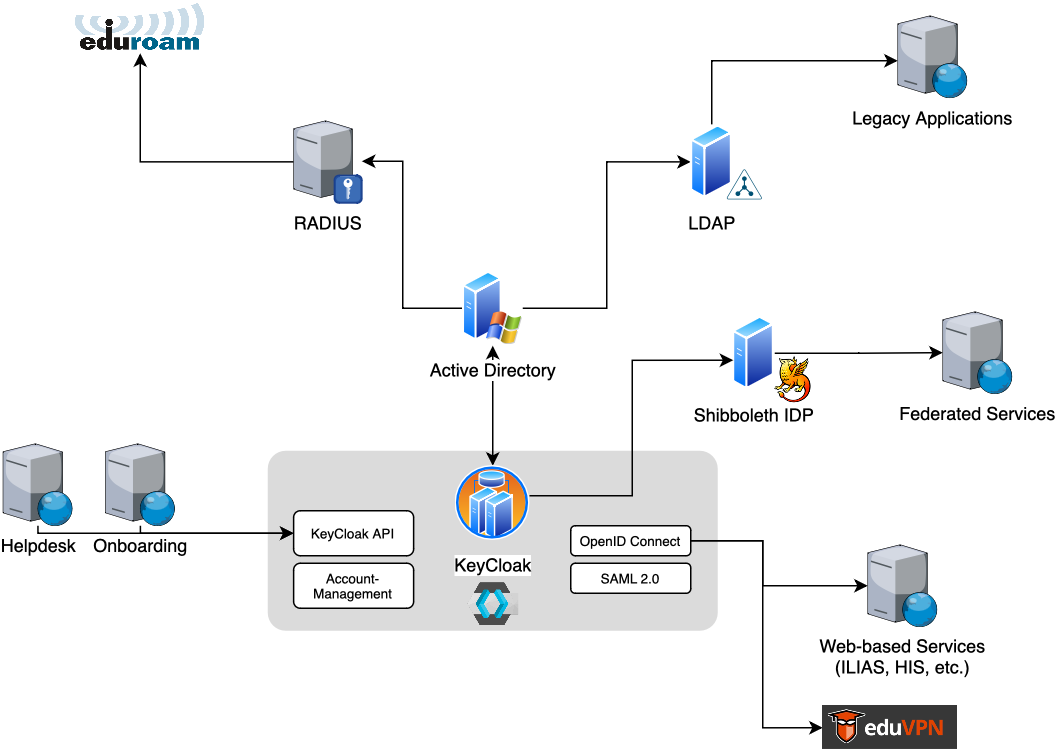 eduroam
Legacy Applications
RADIUS
LDAP
Active Directory
Shibboleth IDP
Federated Services
Helpdesk
Onboarding
KeyCloak API
Account-
Management
KeyCloak
OpenID Connect
SAML 2.0
Web-based Services
(ILIAS, HIS, etc.)
eduVPN